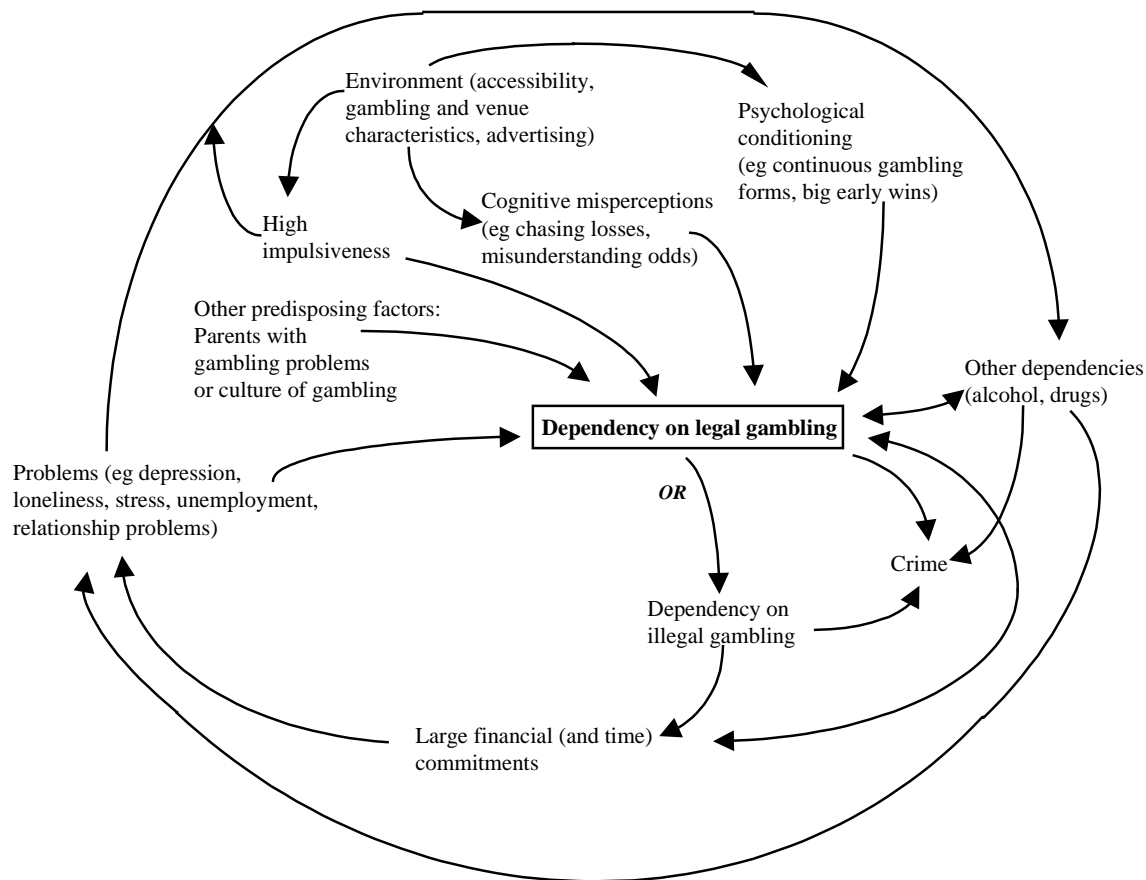 Environment (accessibility,
gambling and venue
characteristics, advertising)
Psychological
conditioning
(eg continuous gambling
forms, big early wins)
High
impulsiveness
Cognitive misperceptions
(eg chasing losses,
misunderstanding odds)
Other predisposing factors:
Parents with
gambling problems
or culture of gambling
Other dependencies
(alcohol, drugs)
Dependency on legal gambling
Problems (eg depression,
loneliness, stress, unemployment,
relationship problems)
OR
Crime
Dependency on
illegal gambling
Large financial (and time)
commitments